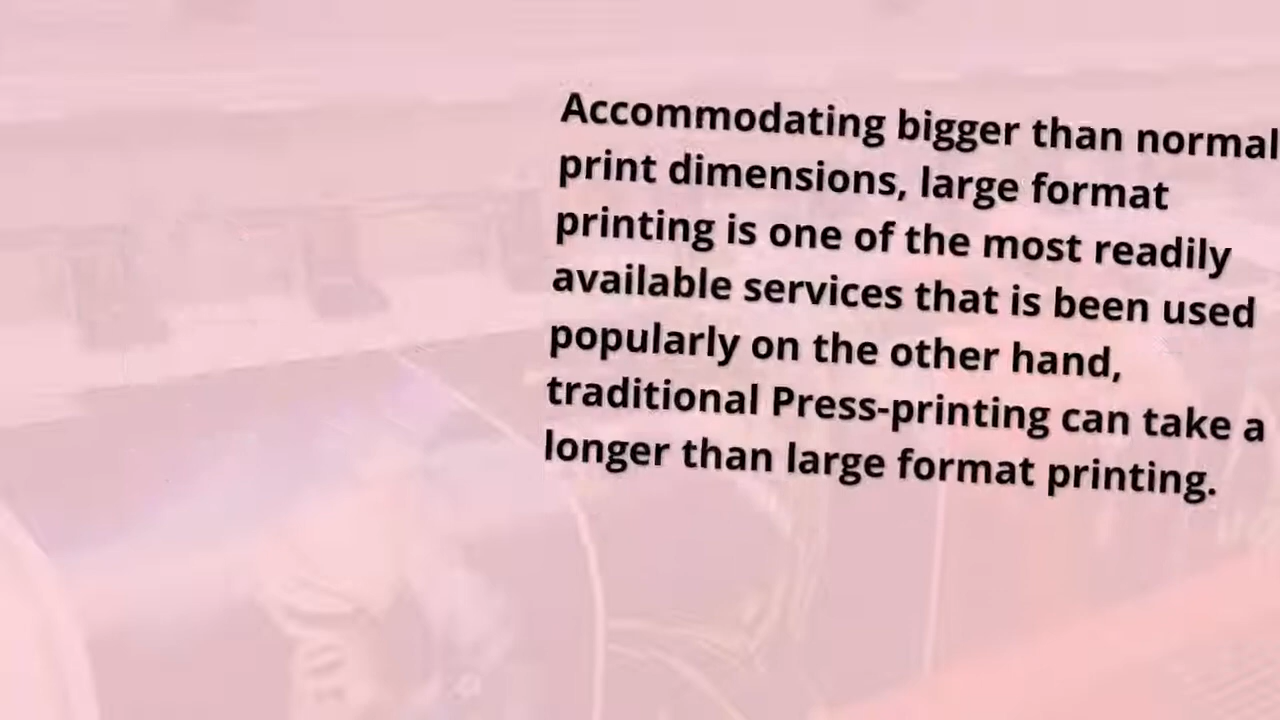 Accommodating bigger than normal
print dimensions, large format
printing is one of the most readily
available services that is been used
popularly on the other hand,
traditional Press-printing can take a
longer than large format printing.